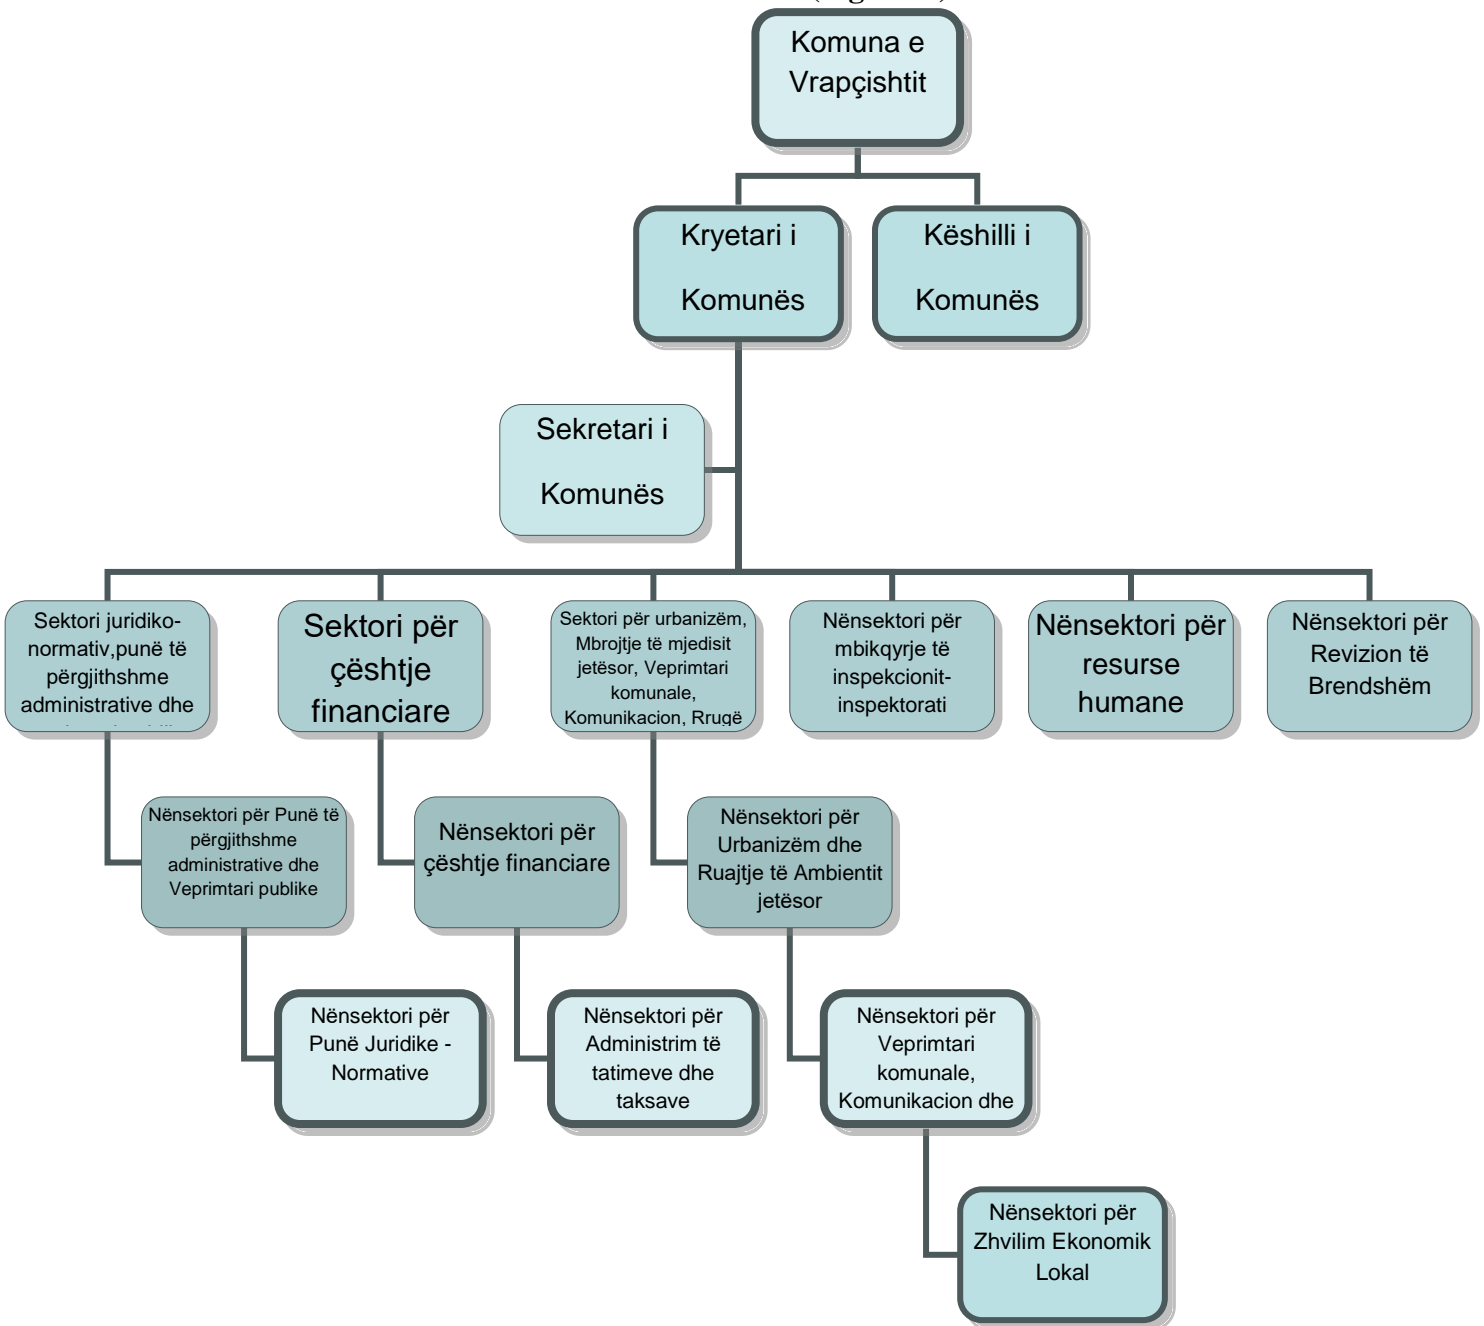 Komuna e
Vrapçishtit
Kryetari i
Komunës
Këshilli i
Komunës
Sekretari i
Komunës
Sektori juridiko-
normativ,punë të
përgjithshme
administrative dhe
Sektori për
çështje
financiare
Sektori për urbanizëm,
Mbrojtje të mjedisit
jetësor, Veprimtari
komunale,
Komunikacion, Rrugë
Nënsektori për
mbikqyrje të
inspekcionit-
inspektorati
Nënsektori për
resurse
humane
Nënsektori për
Revizion të
Brendshëm
Nënsektori për Punë të
përgjithshme
administrative dhe
Veprimtari publike
Nënsektori për
çështje financiare
Nënsektori për
Urbanizëm dhe
Ruajtje të Ambientit
jetësor
Nënsektori për
Punë Juridike -
Normative
Nënsektori për
Administrim të
tatimeve dhe
taksave
Nënsektori për
Veprimtari
komunale,
Komunikacion dhe
Nënsektori për
Zhvilim Ekonomik
Lokal